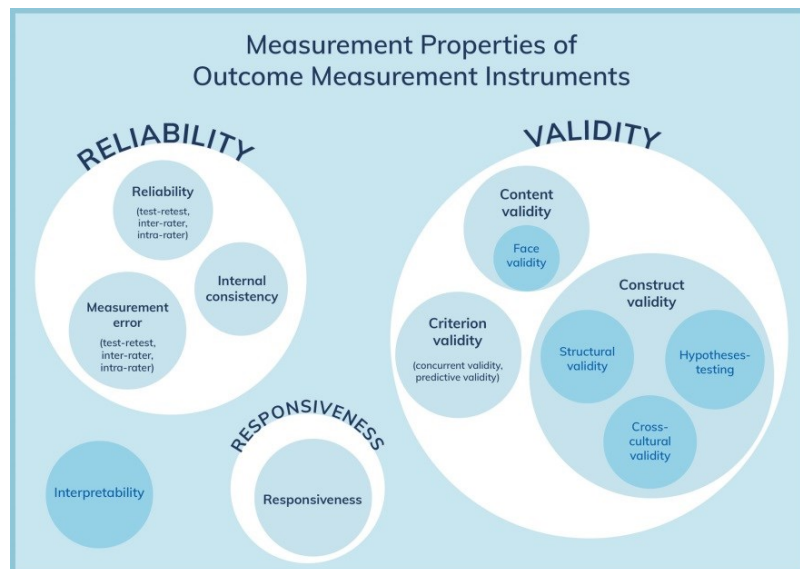 Measurement Properties of
Outcome Measurement Instruments
RELIABILITY
Reliability
(test-retest,
inter-rater,
intra-rater)
Internal
consistency
Measurement
error
(test-retest,
inter-rater,
intra-rater)
VALIDITY
Content
validity
Face
validity
Criterion
validity
(concurrent validity,
predictive validity)
Construct
validity
Structural
validity
Hypotheses-
testing
Cross-
cultural
validity
RESPONSIVENESS
Responsiveness
Interpretability